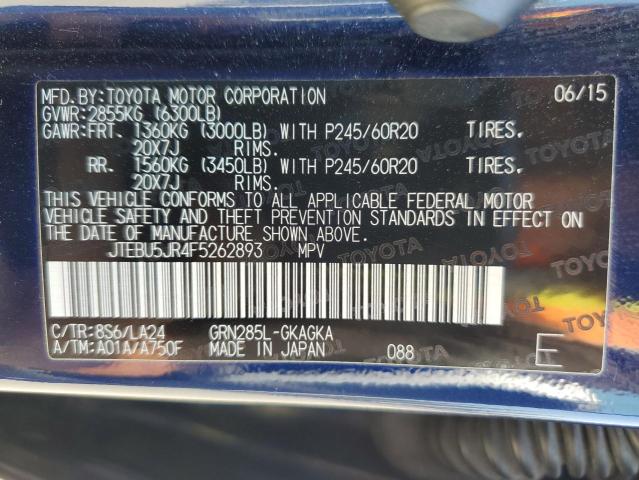 MFD.BY:TOYOTA MOTOR CORPORATION 06/15
GVWR:2855KG (6300LB)
GAWR:FRT. 1360KG (3000LB) WITH P245/60R20 TIRES.
20X7J RIMS.
RR. 1560KG (3450LB) WITH P245/60R20 TIRES.
20X7J RIMS.
THIS VEHICLE CONFORMS TO ALL APPLICABLE FEDERAL MOTOR
VEHICLE SAFETY AND THEFT PREVENTION STANDARDS IN EFFECT ON
THE DATE OF MANUFACTURE SHOWN ABOVE.
JTEBU5JR4F5262893 MPV
C/TR:8S6/LA24 GRN285L-GKAGKA
A/TM:A01A/A750F MADE IN JAPAN 088 E